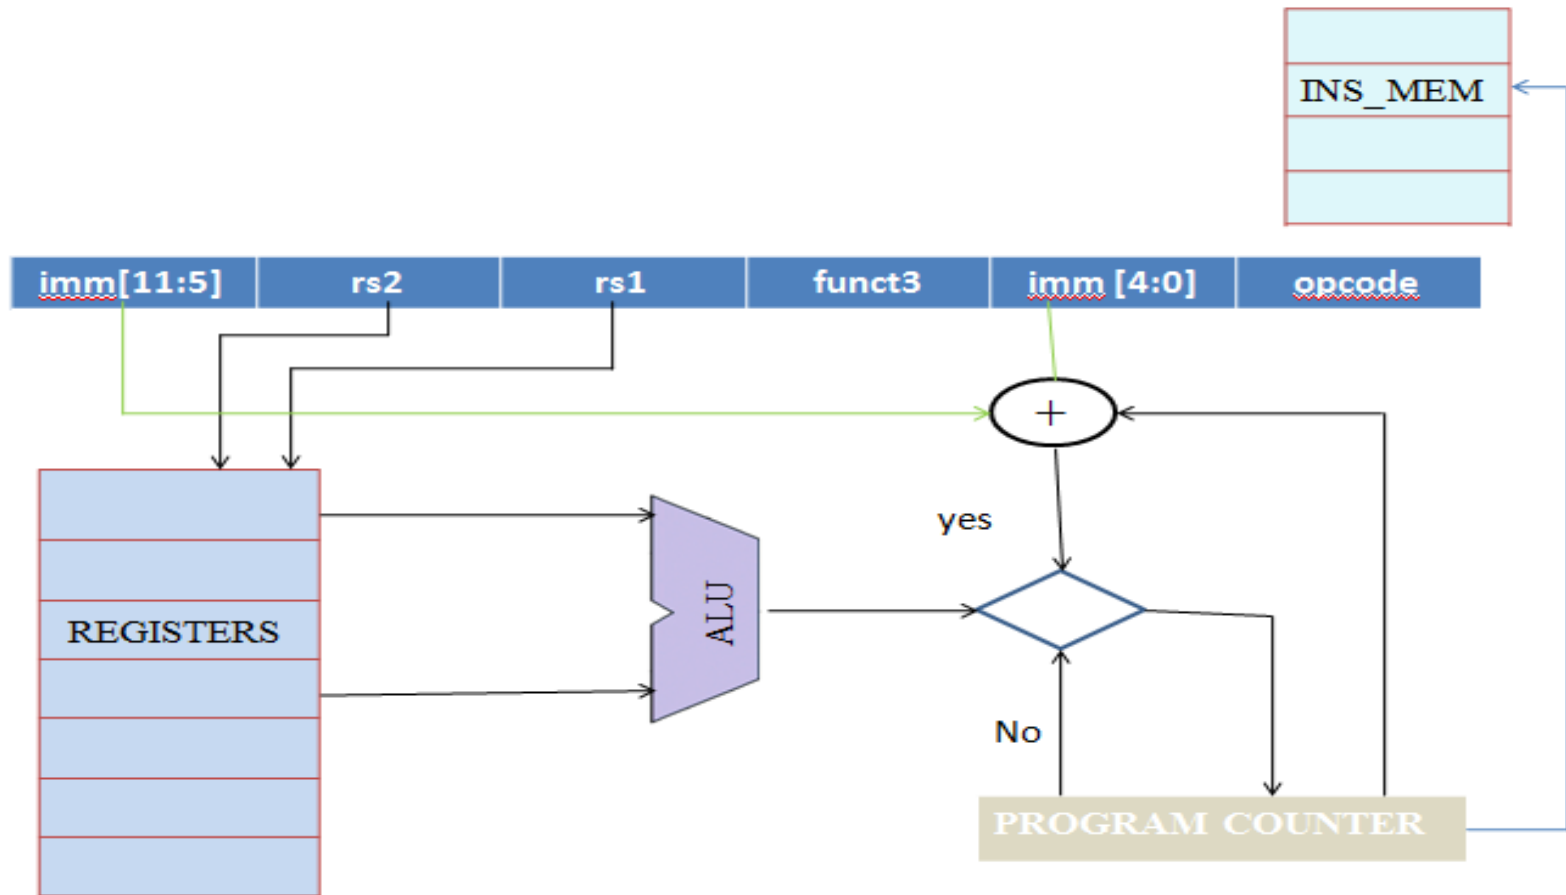 INS_MEM
imm[11:5] rs2 rs1 funct3 imm [4:0] opcode
+
yes
ALU
REGISTERS
No
PROGRAM COUNTER